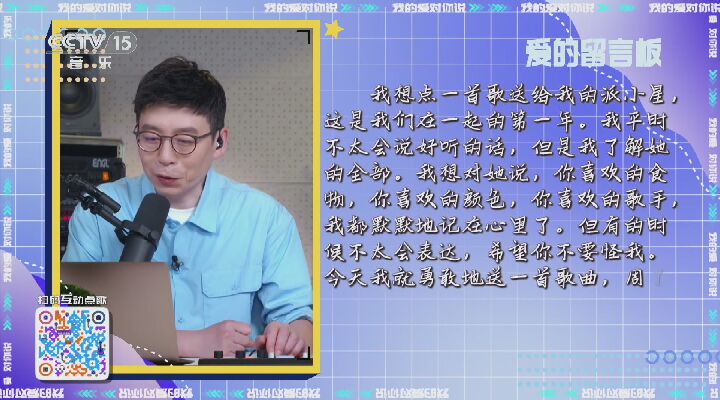 我的爱对你说
CCTV 15
音乐
爱的留言板
我想点一首歌送给我的派小星，
这是我们在一起的第一年。我平时
不太会说好听的话，但是我了解她
的全部。我想对她说，你喜欢的食
物，你喜欢的颜色，你喜欢的歌手，
我都默默地记在心里了。但有的时
候不太会表达，希望你不要怪我。
今天我就勇敢地送一首歌曲，周
扫码互动点歌